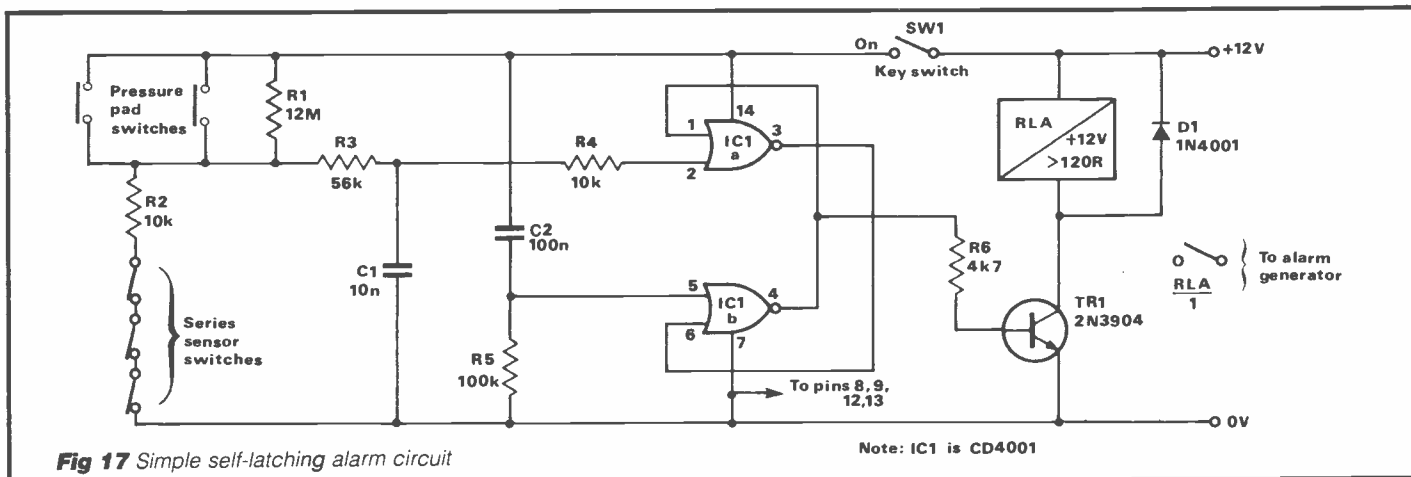 SW1
On
Key switch
+12V
Pressure
pad
switches
R1
12M
R3
56k
R4
10k
14
1
3
IC1
a
2
RLA
+12V
>120R
D1
1N4001
R2
10k
C2
100n
C1
10n
R6
4k7
To alarm
generator
RLA
1
Series
sensor
switches
5
4
IC1
b
6
7
TR1
2N3904
R5
100k
To pins 8, 9,
12,13
0V
Fig 17 Simple self-latching alarm circuit
Note: IC1 is CD4001